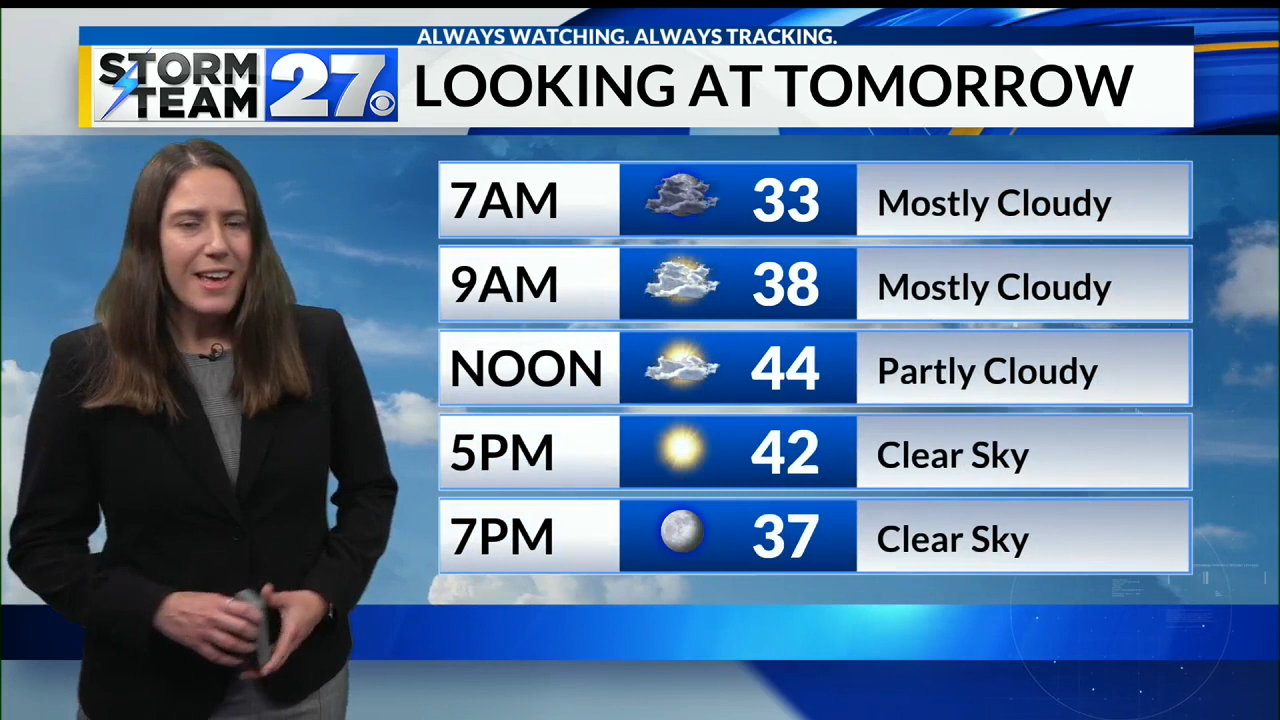 ALWAYS WATCHING. ALWAYS TRACKING.
STORM TEAM 27
LOOKING AT TOMORROW
7AM 33 Mostly Cloudy
9AM 38 Mostly Cloudy
NOON 44 Partly Cloudy
5PM 42 Clear Sky
7PM 37 Clear Sky